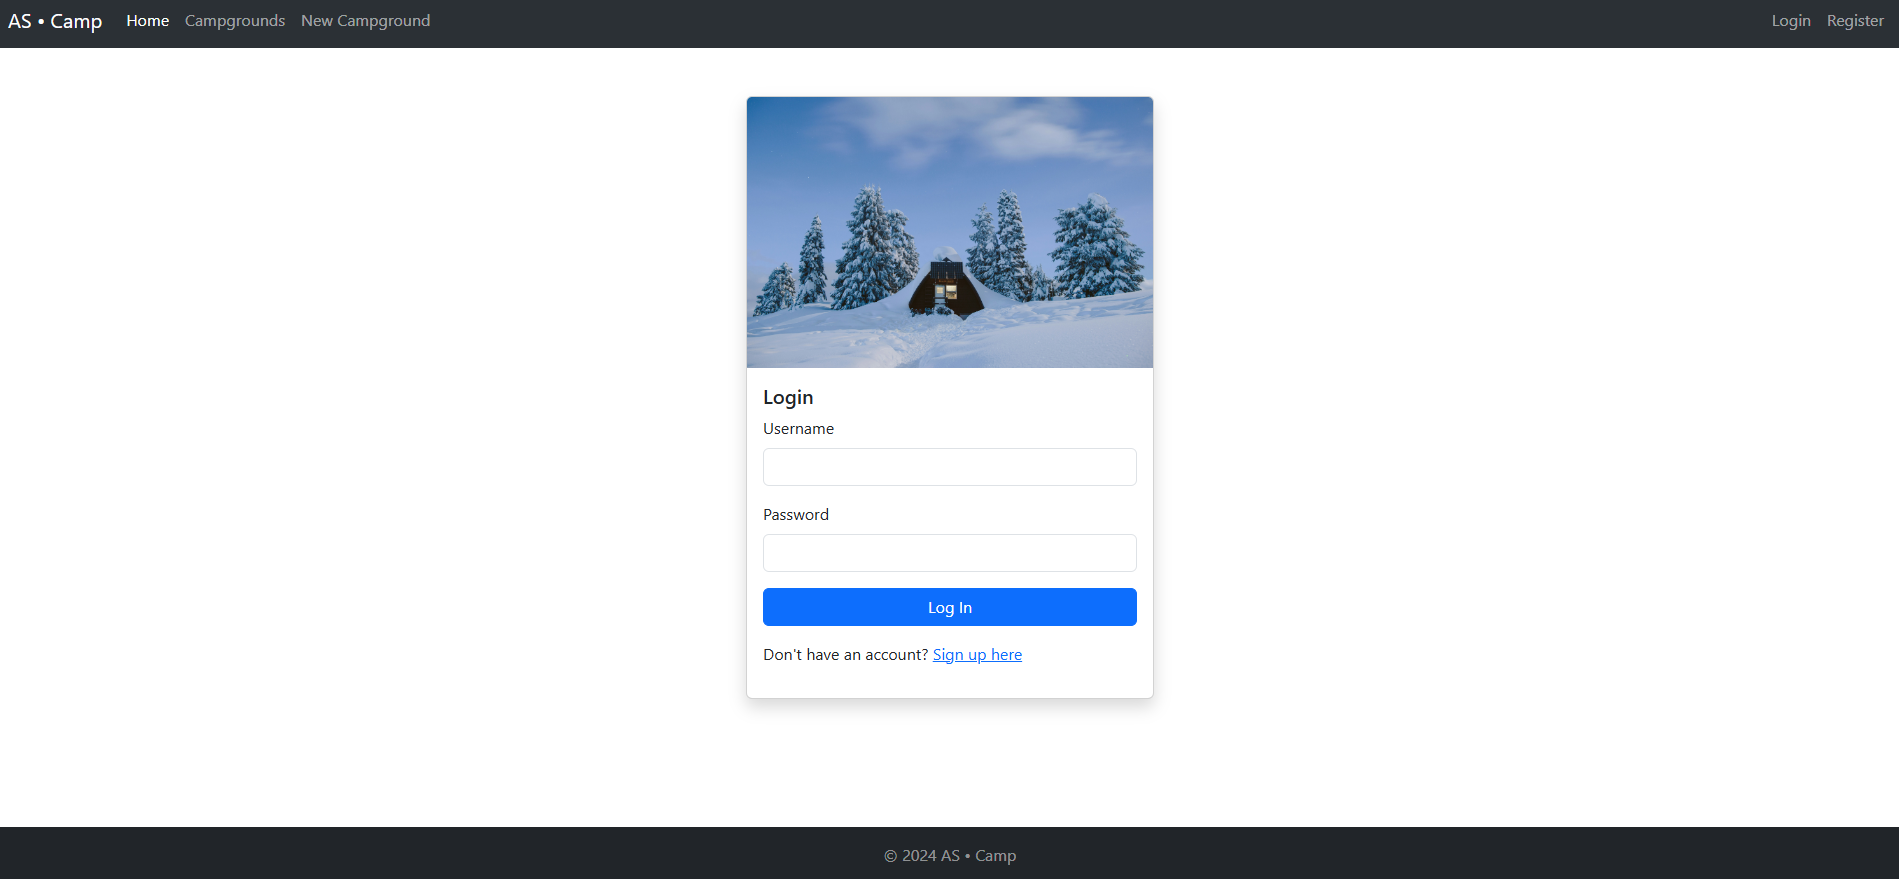 AS • Camp Home Campgrounds New Campground Login Register
Login
Username
Password
Log In
Don't have an account? Sign up here
© 2024 AS • Camp